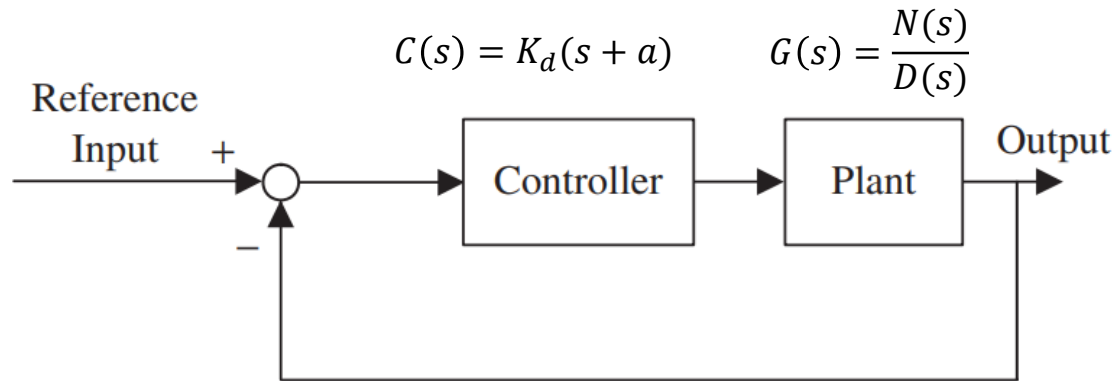 C(s) = K_d(s + a)
G(s) = N(s)/D(s)
Reference
Input
+
−
Controller
Plant
Output